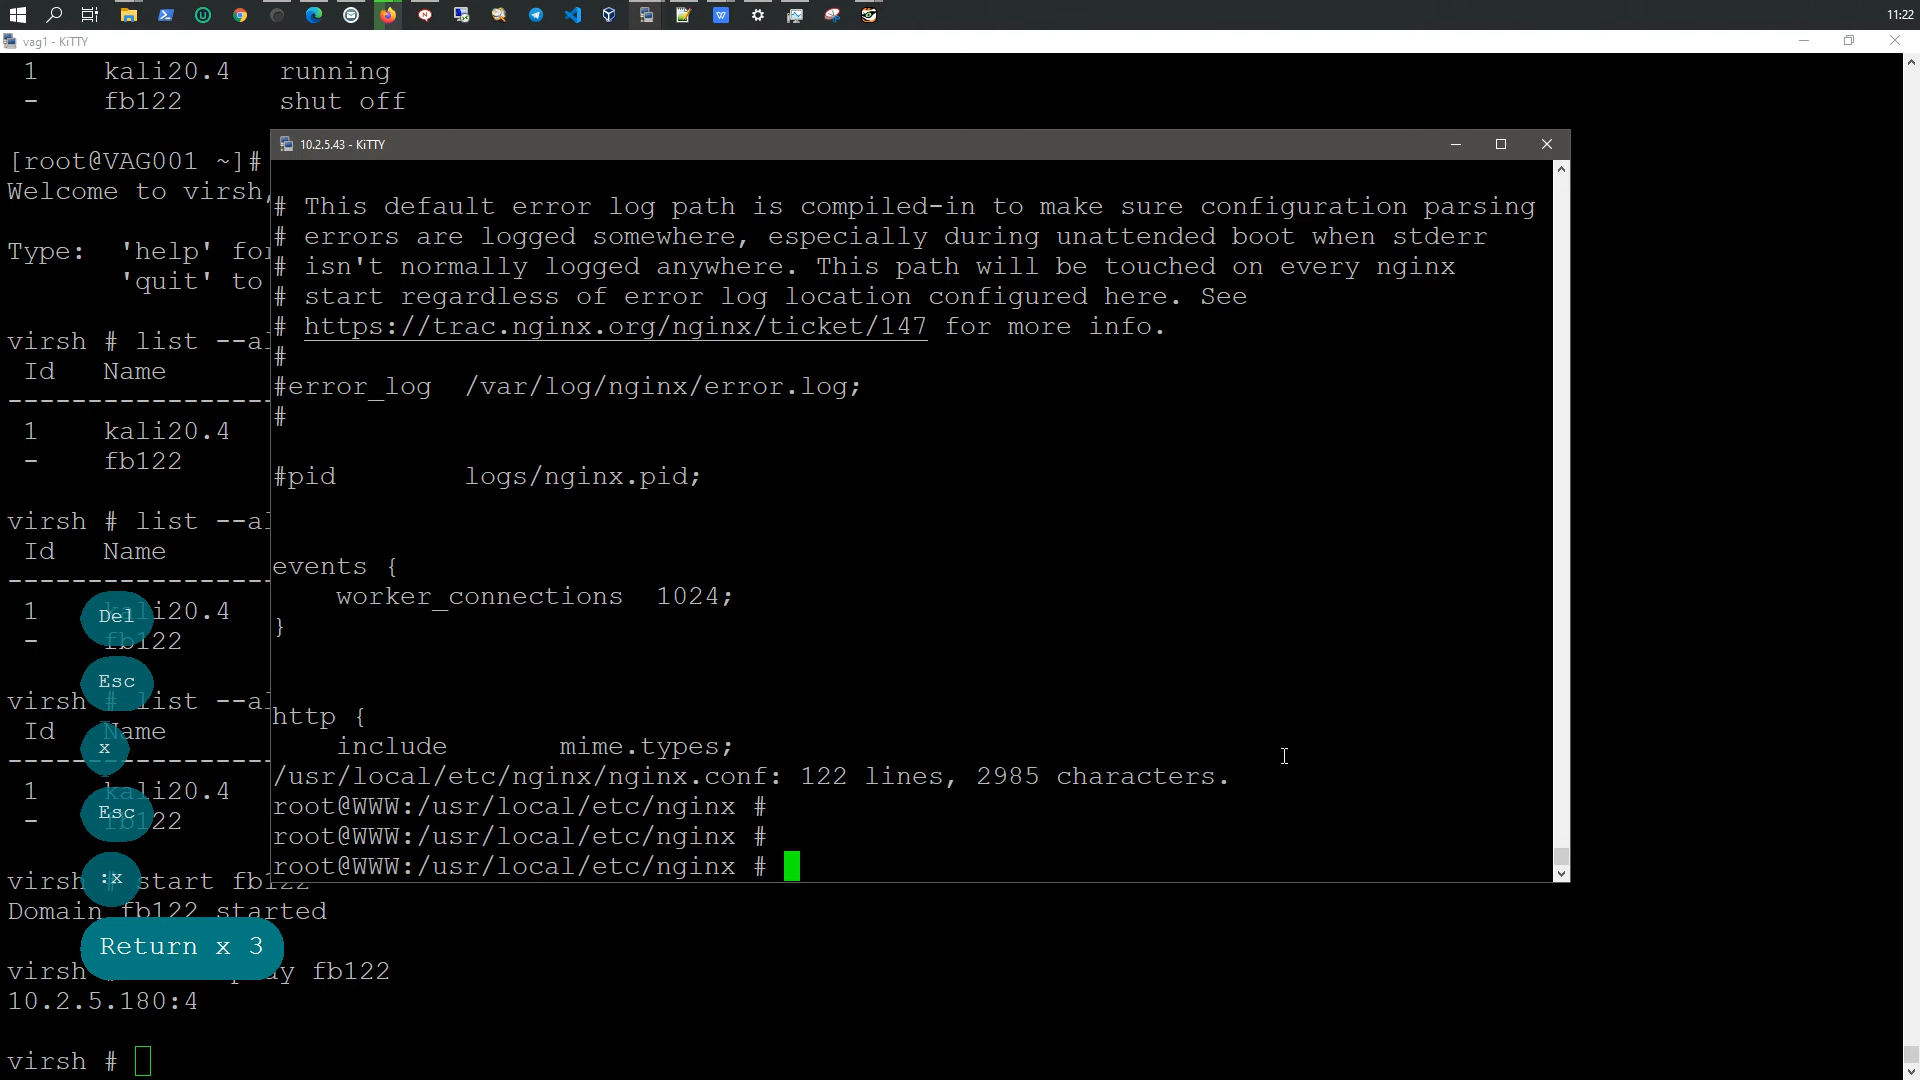 11:22
vag1 - KiTTY
1 kali20.4 running
- fb122 shut off
[root@VAG001 ~]#
Welcome to virsh,
Type: 'help' for
'quit' to
virsh # list --al
Id Name
-----------------
1 kali20.4
- fb122
virsh # list --al
Id Name
-----------------
1 kali20.4
- fb122
virsh # list --al
Id Name
-----------------
1 kali20.4
- fb122
virsh # start fb122
Domain fb122 started
virsh ay fb122
10.2.5.180:4
virsh #
10.2.5.43 - KiTTY
# This default error log path is compiled-in to make sure configuration parsing
# errors are logged somewhere, especially during unattended boot when stderr
# isn't normally logged anywhere. This path will be touched on every nginx
# start regardless of error log location configured here. See
# https://trac.nginx.org/nginx/ticket/147 for more info.
#
#error_log /var/log/nginx/error.log;
#
#pid logs/nginx.pid;
events {
worker_connections 1024;
}
http {
include mime.types;
/usr/local/etc/nginx/nginx.conf: 122 lines, 2985 characters.
root@WWW:/usr/local/etc/nginx #
root@WWW:/usr/local/etc/nginx #
root@WWW:/usr/local/etc/nginx #
Del
Esc
x
Esc
:x
Return x 3